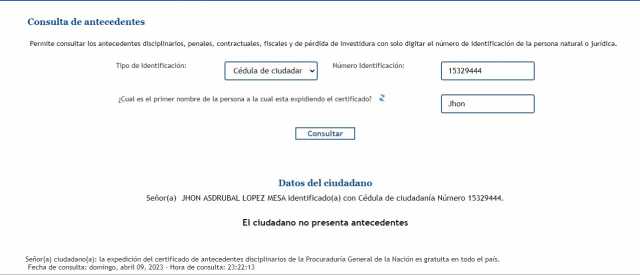 Consulta de antecedentes
Permite consultar los antecedentes disciplinarios, penales, contractuales, fiscales y de pérdida de investidura con solo digitar el número de identificación de la persona natural o jurídica.
Tipo de Identificación: Cédula de ciudadar Número Identificación: 15329444
¿Cual es el primer nombre de la persona a la cual esta expidiendo el certificado? Jhon
Consultar
Datos del ciudadano
Señor(a) JHON ASDRUBAL LOPEZ MESA identificado(a) con Cédula de ciudadanía Número 15329444.
El ciudadano no presenta antecedentes
Señor(a) ciudadano(a): la expedición del certificado de antecedentes disciplinarios de la Procuraduría General de la Nación es gratuita en todo el país.
Fecha de consulta: domingo, abril 09, 2023 - Hora de consulta: 23:22:13